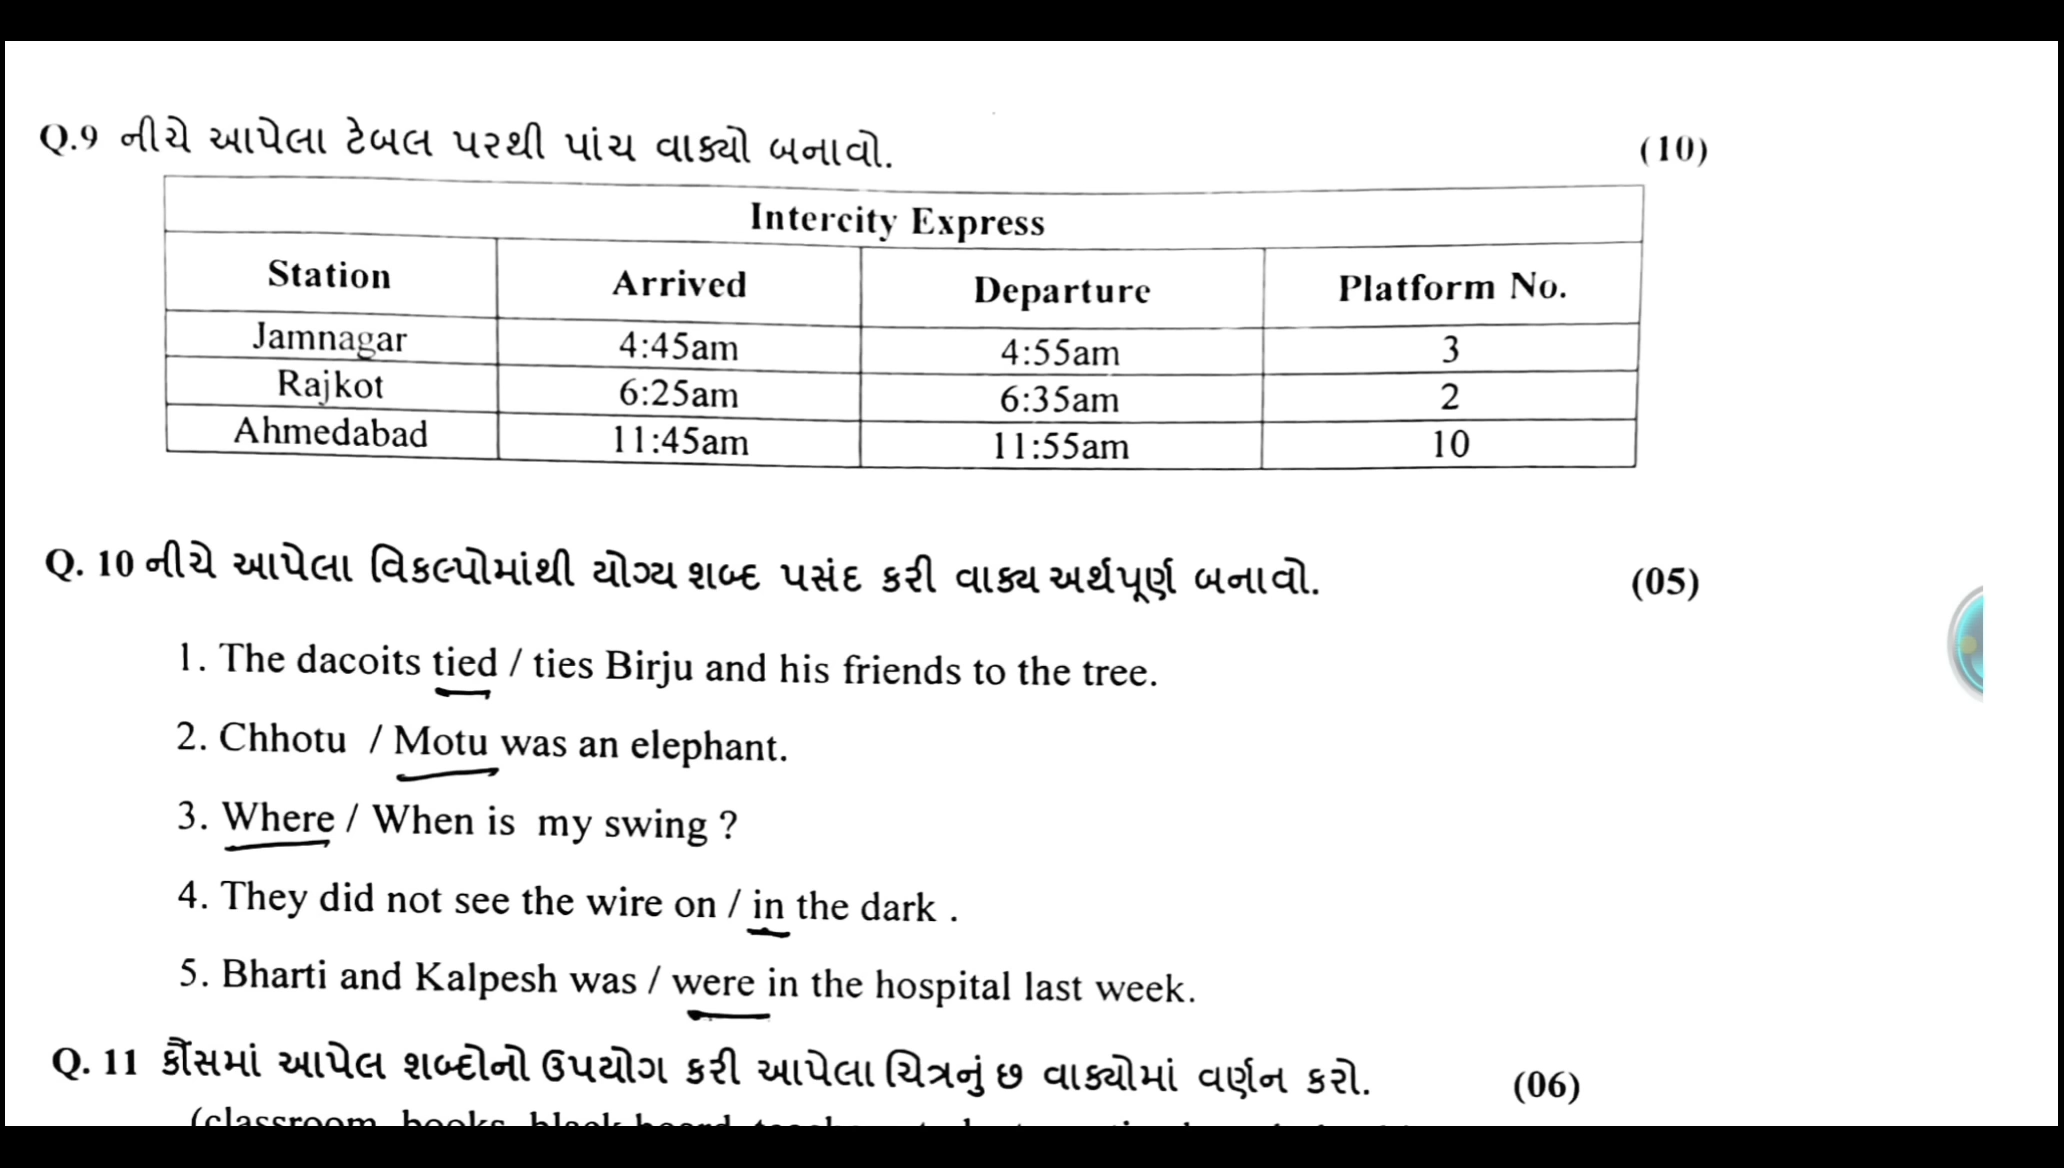 Q.9 નીચે આપેલા ટેબલ પરથી પાંચ વાક્યો બનાવો. (10)
Intercity Express
Station Arrived Departure Platform No.
Jamnagar 4:45am 4:55am 3
Rajkot 6:25am 6:35am 2
Ahmedabad 11:45am 11:55am 10
Q. 10 નીચે આપેલા વિકલ્પોમાંથી યોગ્ય શબ્દ પસંદ કરી વાક્ય અર્થપૂર્ણ બનાવો. (05)
1. The dacoits tied / ties Birju and his friends to the tree.
2. Chhotu / Motu was an elephant.
3. Where / When is my swing ?
4. They did not see the wire on / in the dark .
5. Bharti and Kalpesh was / were in the hospital last week.
Q. 11 કૌંસમાં આપેલ શબ્દોનો ઉપયોગ કરી આપેલા ચિત્રનું છ વાક્યોમાં વર્ણન કરો. (06)
(classroom, books, black board,